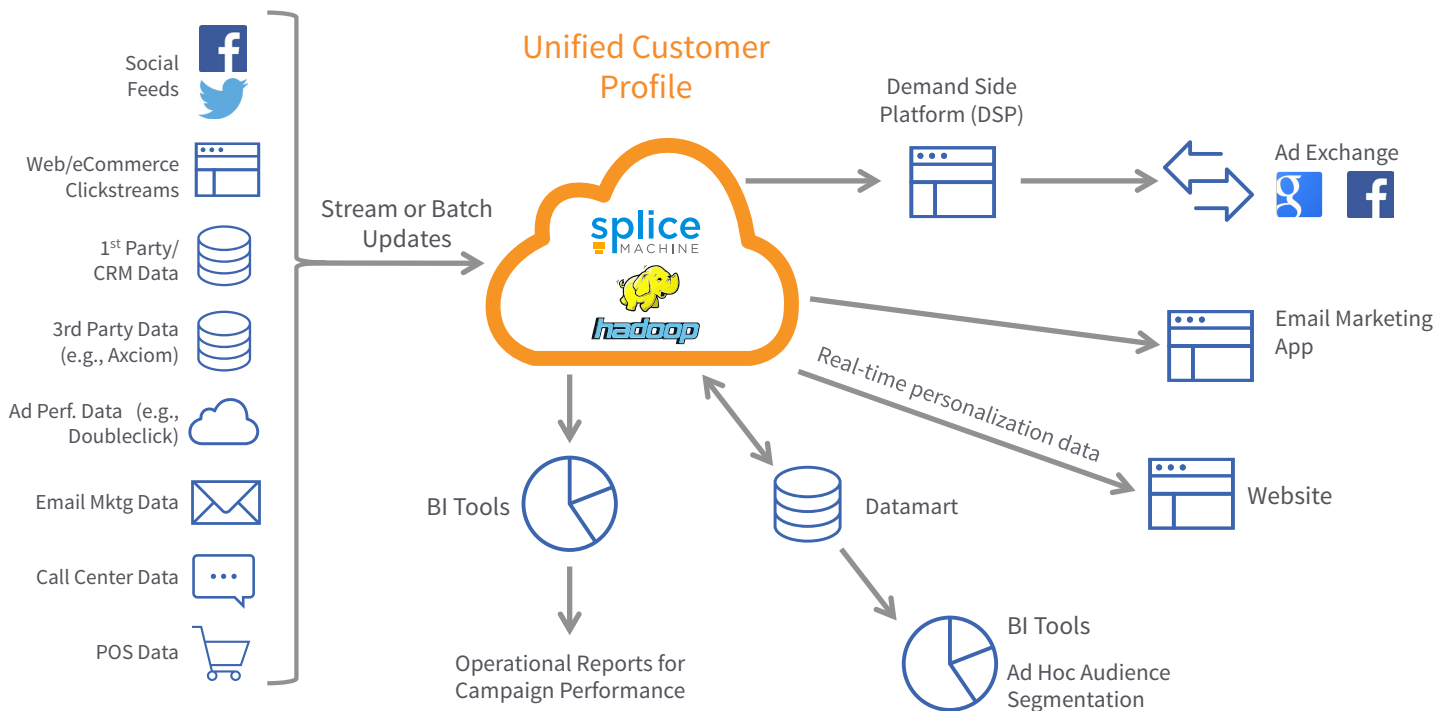 Social
Feeds
Web/eCommerce
Clickstreams
1st Party/
CRM Data
3rd Party Data
(e.g., Axciom)
Ad Perf. Data (e.g.,
Doubleclick)
Email Mktg Data
Call Center Data
POS Data
Stream or Batch
Updates
Unified Customer
Profile
splice
MACHINE
hadoop
Demand Side
Platform (DSP)
Ad Exchange
g
f
f
Email Marketing
App
Real-time personalization data
Website
BI Tools
Datamart
Operational Reports for
Campaign Performance
BI Tools
Ad Hoc Audience
Segmentation